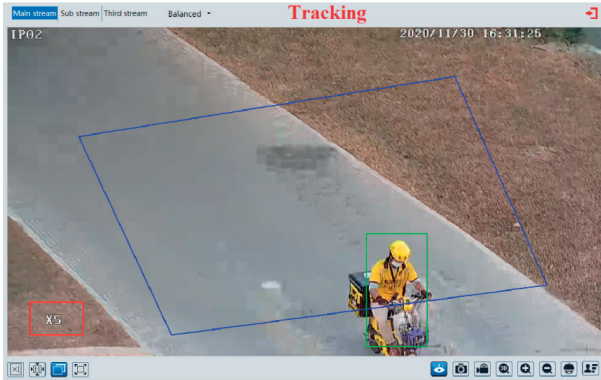 Main stream Sub stream Third stream Balanced Tracking
IP02 2020/11/30 16:31:25
X5